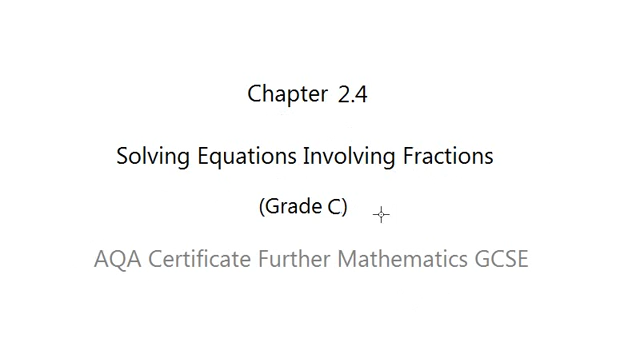 Chapter 2.4
Solving Equations Involving Fractions
(Grade C)
AQA Certificate Further Mathematics GCSE